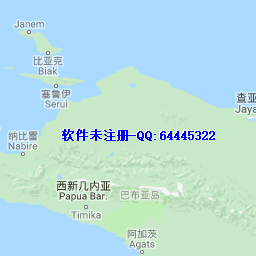 Janem
比亚克
Biak
塞鲁伊
Serui
查亚
Jaya
纳比雷
Nabire
软件未注册-QQ:64445322
西新几内亚
Papua Bar.
巴布亚岛
Timika
阿加茨
Agats